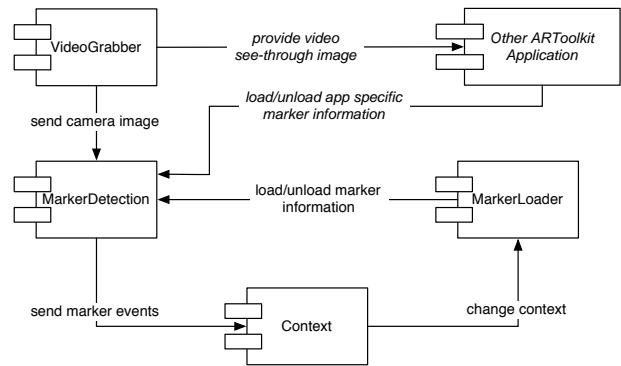 VideoGrabber
provide video
see-through image
Other ARToolkit
Application
load/unload app specific
marker information
send camera image
MarkerDetection
load/unload marker
information
MarkerLoader
send marker events
Context
change context